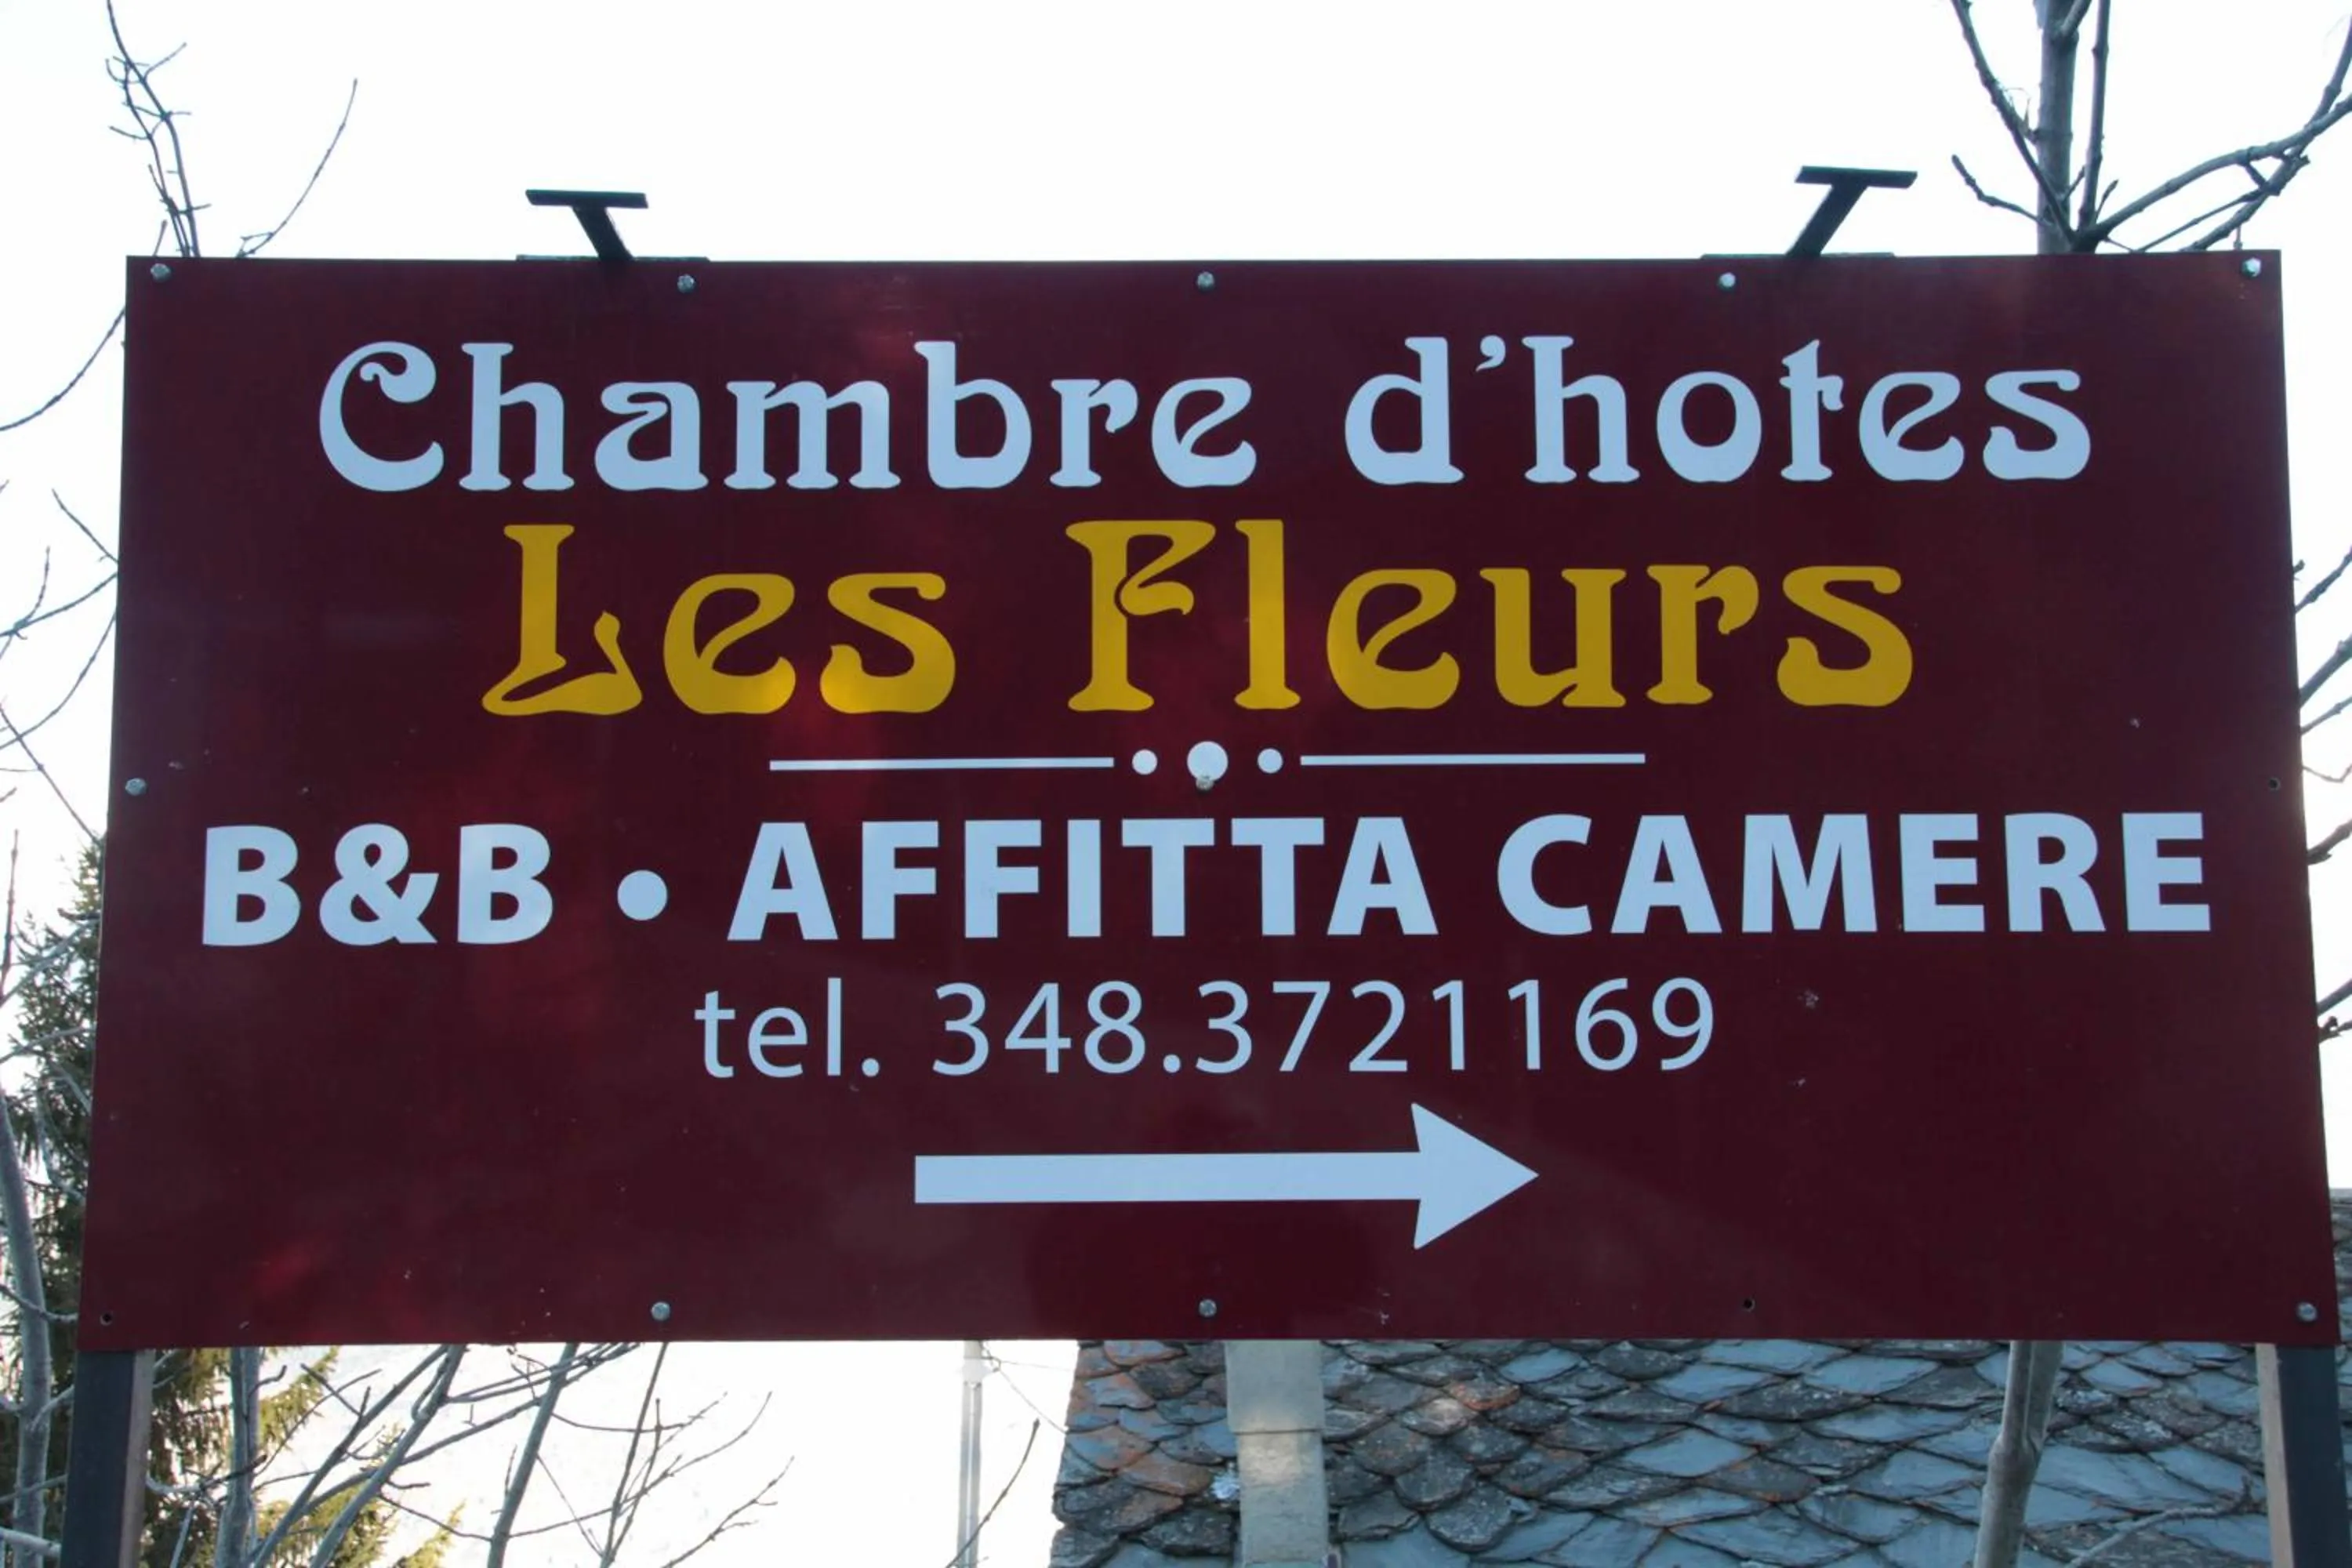 Chambre d'hotes
Les Fleurs
B&B • AFFITTA CAMERE
tel. 348.3721169